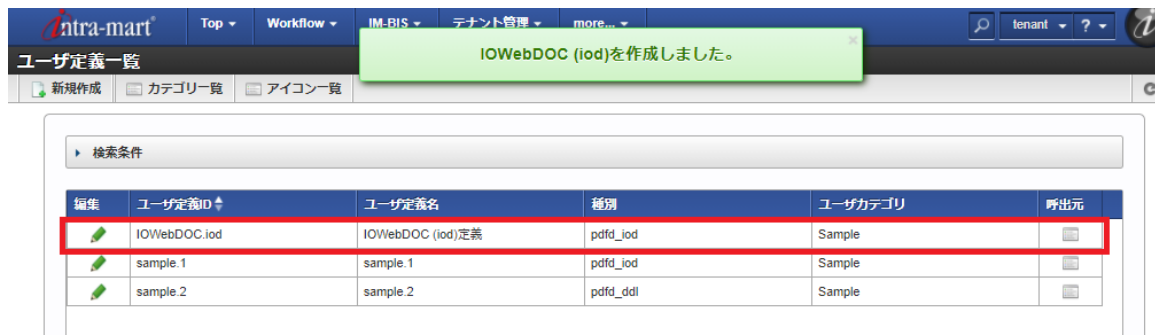 intra-mart Top Workflow IM-BIS テナント管理 more... tenant ?
IOWebDOC (iod)を作成しました。 ×
ユーザ定義一覧
新規作成 カテゴリ一覧 アイコン一覧
検索条件
編集 ユーザ定義ID ユーザ定義名 種別 ユーザカテゴリ 呼出元
IOWebDOC.iod IOWebDOC (iod)定義 pdfd_iod Sample
sample.1 sample.1 pdfd_iod Sample
sample.2 sample.2 pdfd_ddl Sample